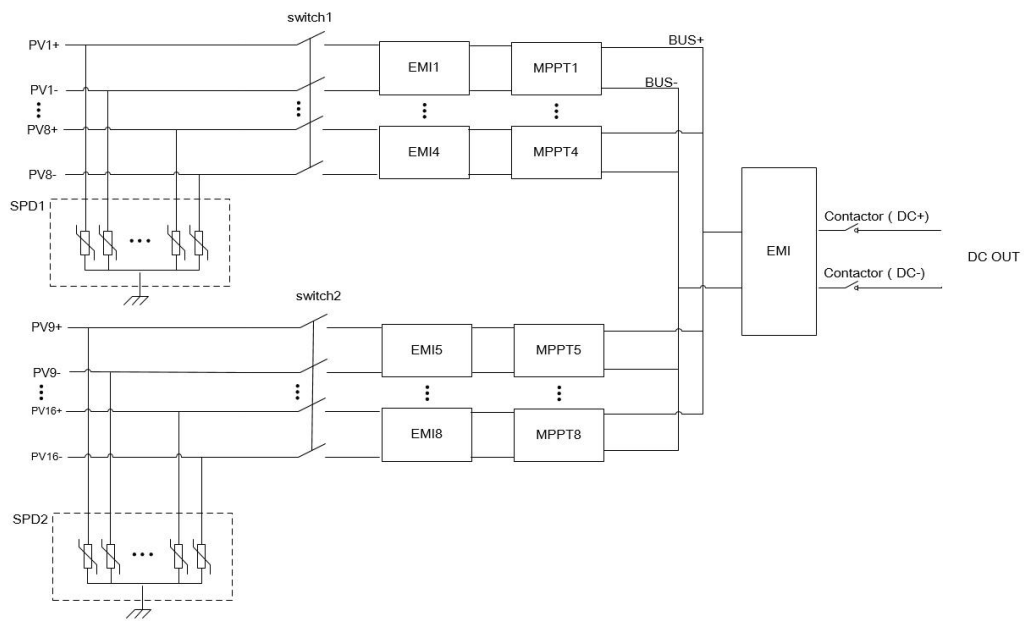 switch1
PV1+
EMI1
MPPT1
BUS+
PV1-
BUS-
PV8+
EMI4
MPPT4
PV8-
SPD1
Contactor ( DC+)
EMI
DC OUT
Contactor ( DC-)
switch2
PV9+
EMI5
MPPT5
PV9-
PV16+
EMI8
MPPT8
PV16-
SPD2